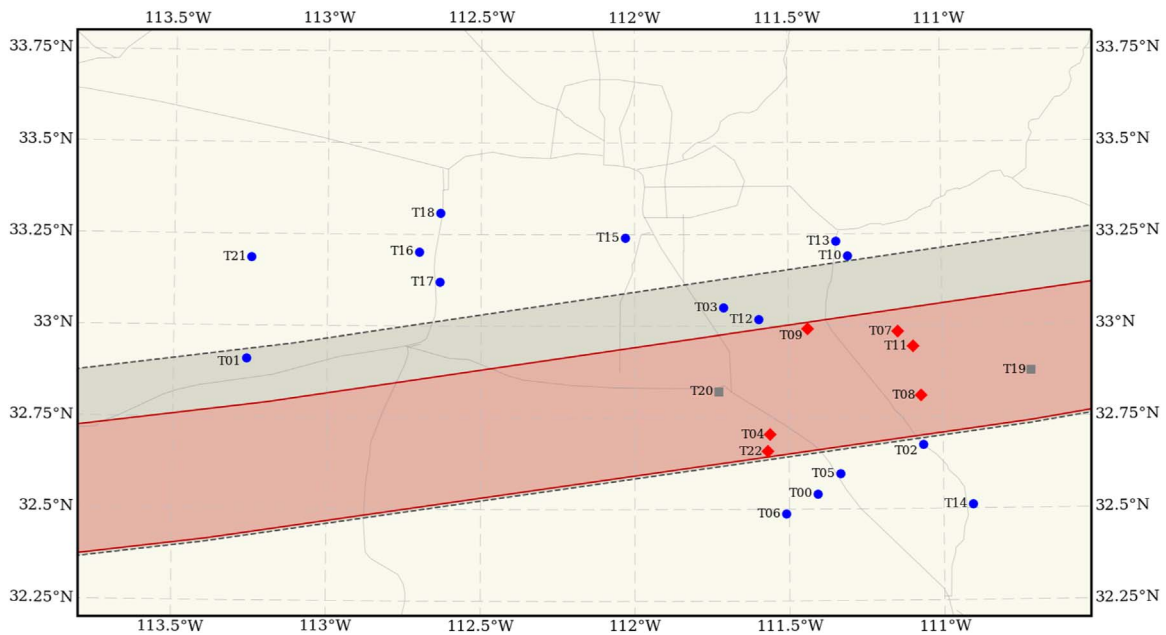 113.5°W 113°W 112.5°W 112°W 111.5°W 111°W
33.75°N 33.75°N
33.5°N 33.5°N
T18
33.25°N 33.25°N
T15 T13
T16 T10
T21
T17
T03
33°N T12 33°N
T09 T07
T11
T01
T19
T20 T08
32.75°N 32.75°N
T04
T22 T02
T05
T00
32.5°N T06 T14 32.5°N
32.25°N 32.25°N
113.5°W 113°W 112.5°W 112°W 111.5°W 111°W